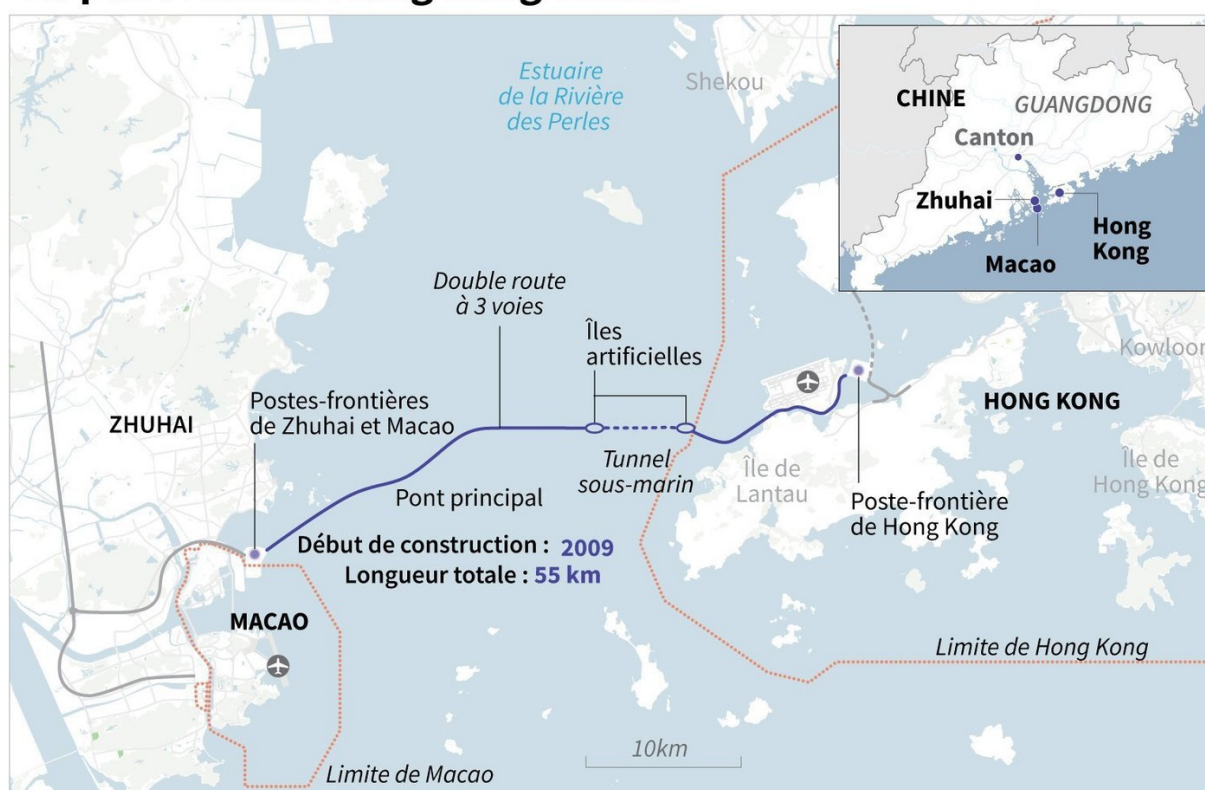 Estuaire
de la Rivière
des Perles
Shekou
CHINE
GUANGDONG
Canton
Zhuhai
Hong
Kong
Macao
Double route
à 3 voies
Îles
artificielles
Kowloon
ZHUHAI
Postes-frontières
de Zhuhai et Macao
HONG KONG
Tunnel
sous-marin
Île de
Lantau
Île de
Hong Kong
Pont principal
Poste-frontière
de Hong Kong
Début de construction : 2009
Longueur totale : 55 km
MACAO
Limite de Hong Kong
10km
Limite de Macao